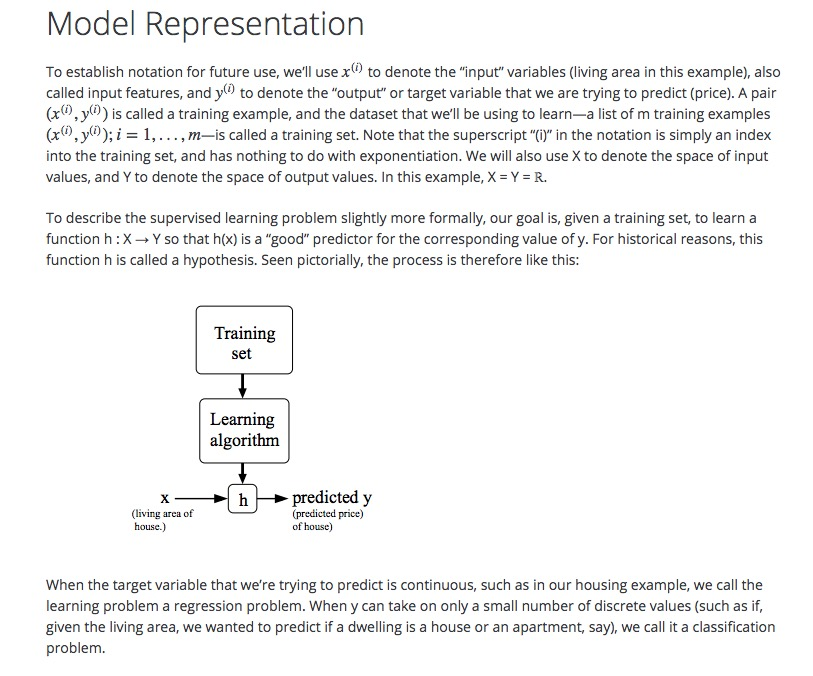 Model Representation
To establish notation for future use, we'll use x⁽ⁱ⁾ to denote the "input" variables (living area in this example), also
called input features, and y⁽ⁱ⁾ to denote the "output" or target variable that we are trying to predict (price). A pair
(x⁽ⁱ⁾, y⁽ⁱ⁾) is called a training example, and the dataset that we'll be using to learn—a list of m training examples
(x⁽ⁱ⁾, y⁽ⁱ⁾); i = 1, . . . , m—is called a training set. Note that the superscript "(i)" in the notation is simply an index
into the training set, and has nothing to do with exponentiation. We will also use X to denote the space of input
values, and Y to denote the space of output values. In this example, X = Y = ℝ.
To describe the supervised learning problem slightly more formally, our goal is, given a training set, to learn a
function h : X → Y so that h(x) is a "good" predictor for the corresponding value of y. For historical reasons, this
function h is called a hypothesis. Seen pictorially, the process is therefore like this:
Training
set
Learning
algorithm
x
h
predicted y
(living area of
house.)
(predicted price)
of house)
When the target variable that we're trying to predict is continuous, such as in our housing example, we call the
learning problem a regression problem. When y can take on only a small number of discrete values (such as if,
given the living area, we wanted to predict if a dwelling is a house or an apartment, say), we call it a classification
problem.